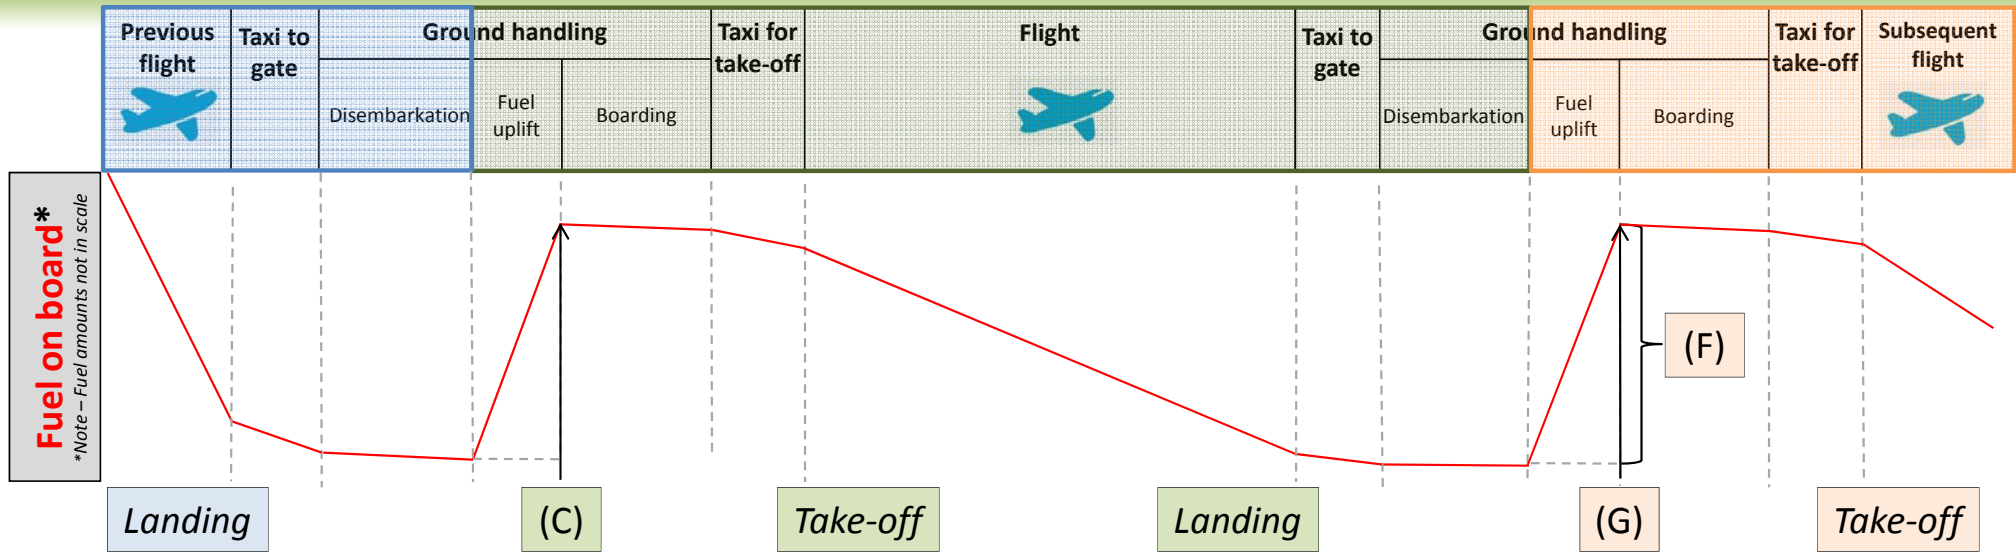 Previous
flight
Taxi to
gate
Ground handling
Disembarkation
Fuel
uplift
Boarding
Taxi for
take-off
Flight
Taxi to
gate
Ground handling
Disembarkation
Fuel
uplift
Boarding
Taxi for
take-off
Subsequent
flight
Fuel on board*
*Note – Fuel amounts not in scale
(F)
Landing
(C)
Take-off
Landing
(G)
Take-off